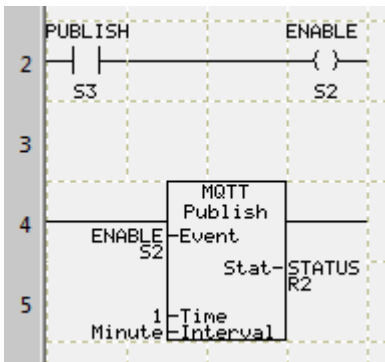 PUBLISH ENABLE
2
S3 S2
3
MQTT
Publish
4
ENABLE Event
S2
Stat STATUS
R2
5
1 Time
Minute Interval